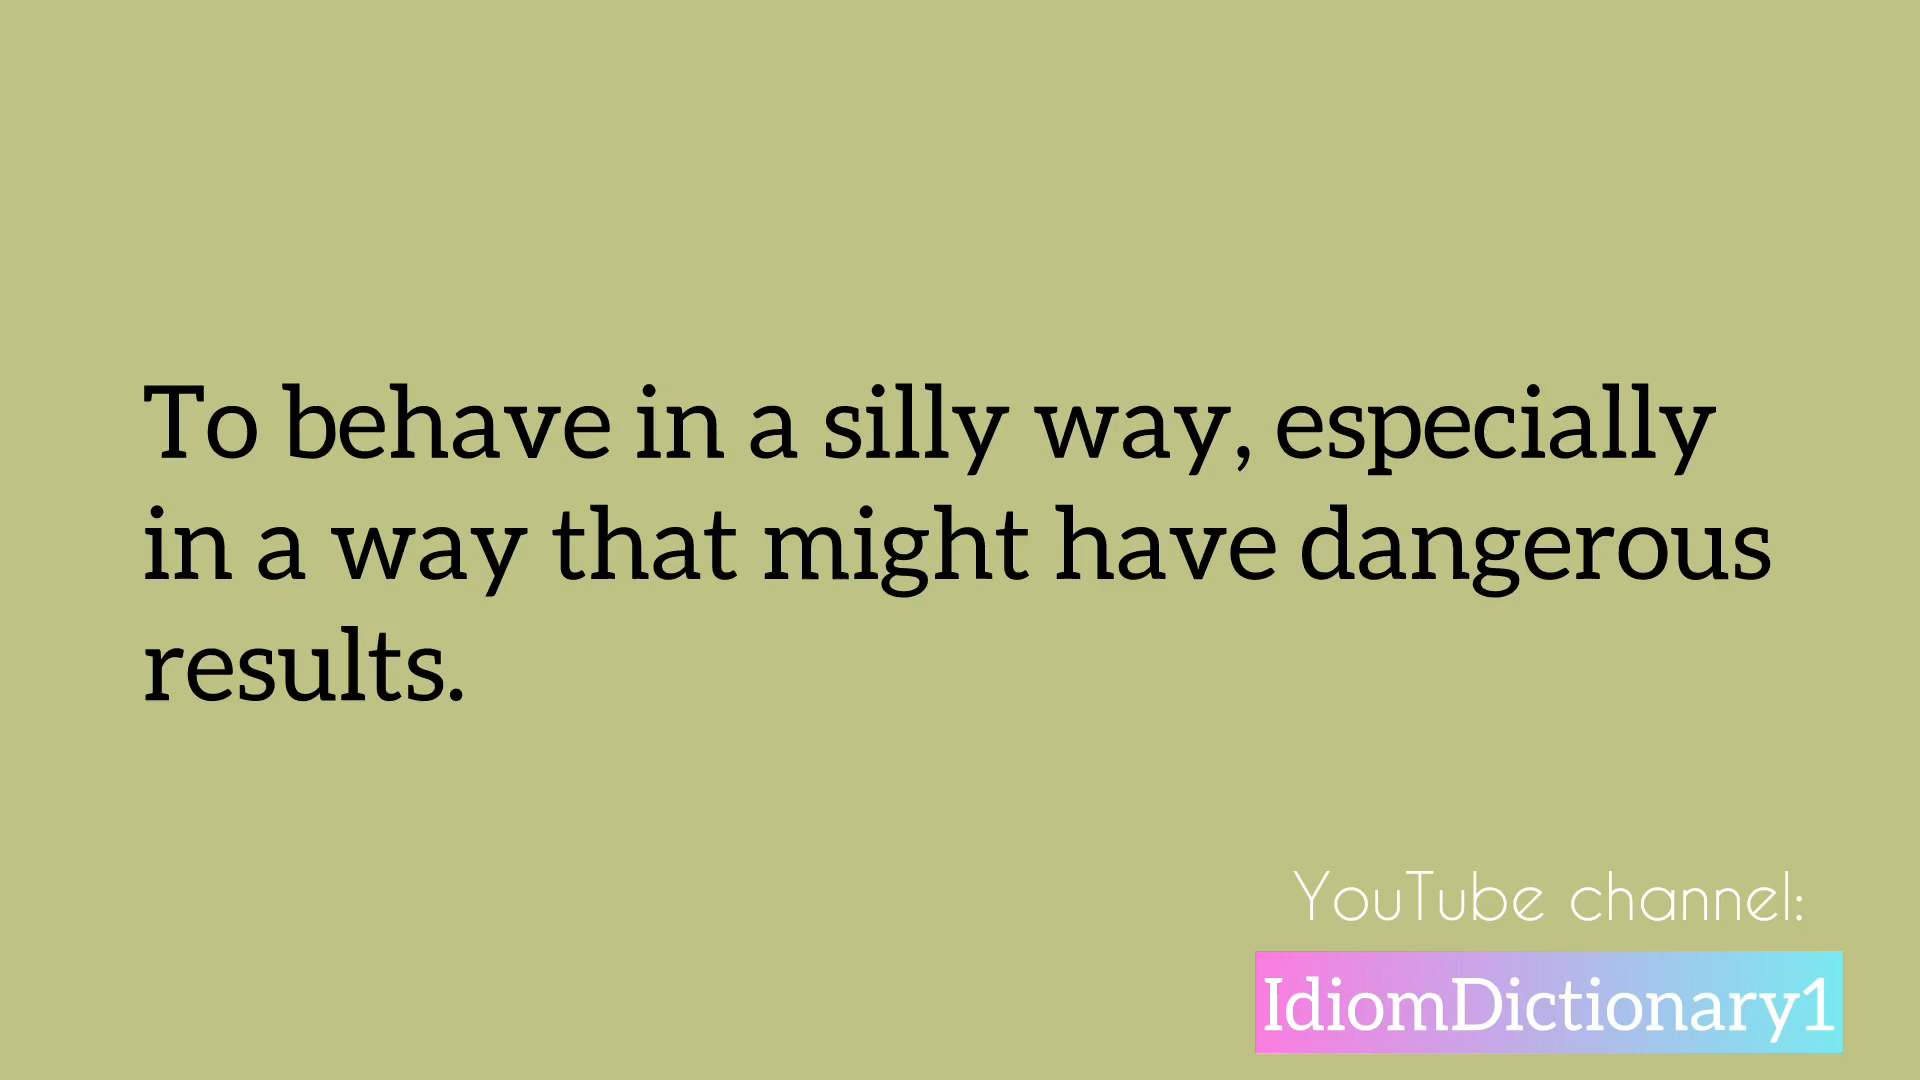 To behave in a silly way, especially
in a way that might have dangerous
results.
YouTube channel:
IdiomDictionary1